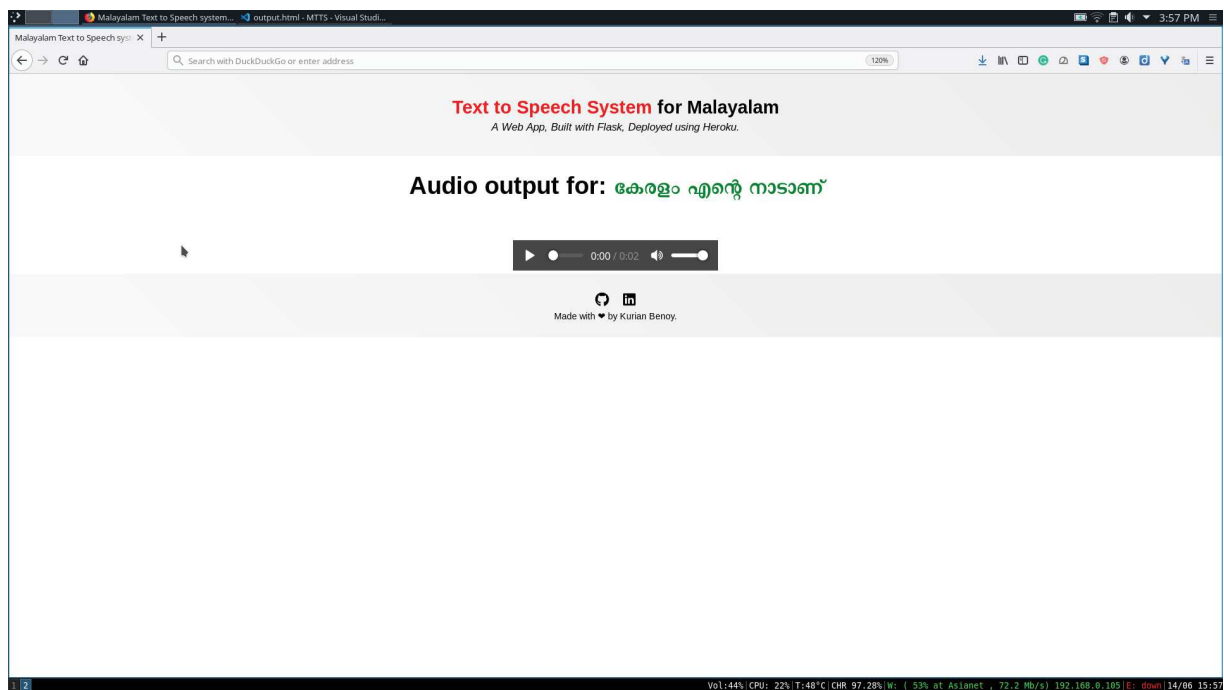 Malayalam Text to Speech system... output.html - MTTS - Visual Studi... 3:57 PM
Malayalam Text to Speech syst
Search with DuckDuckGo or enter address 120%
Text to Speech System for Malayalam
A Web App, Built with Flask, Deployed using Heroku.
Audio output for: കേരളം എന്റെ നാടാണ്
0:00 / 0:02
Made with ❤ by Kurian Benoy.
1 2 Vol:44%|CPU: 22%|T:48°C|CHR 97.28%|W: ( 53% at Asianet , 72.2 Mb/s) 192.168.0.105|E: down|14/06 15:57